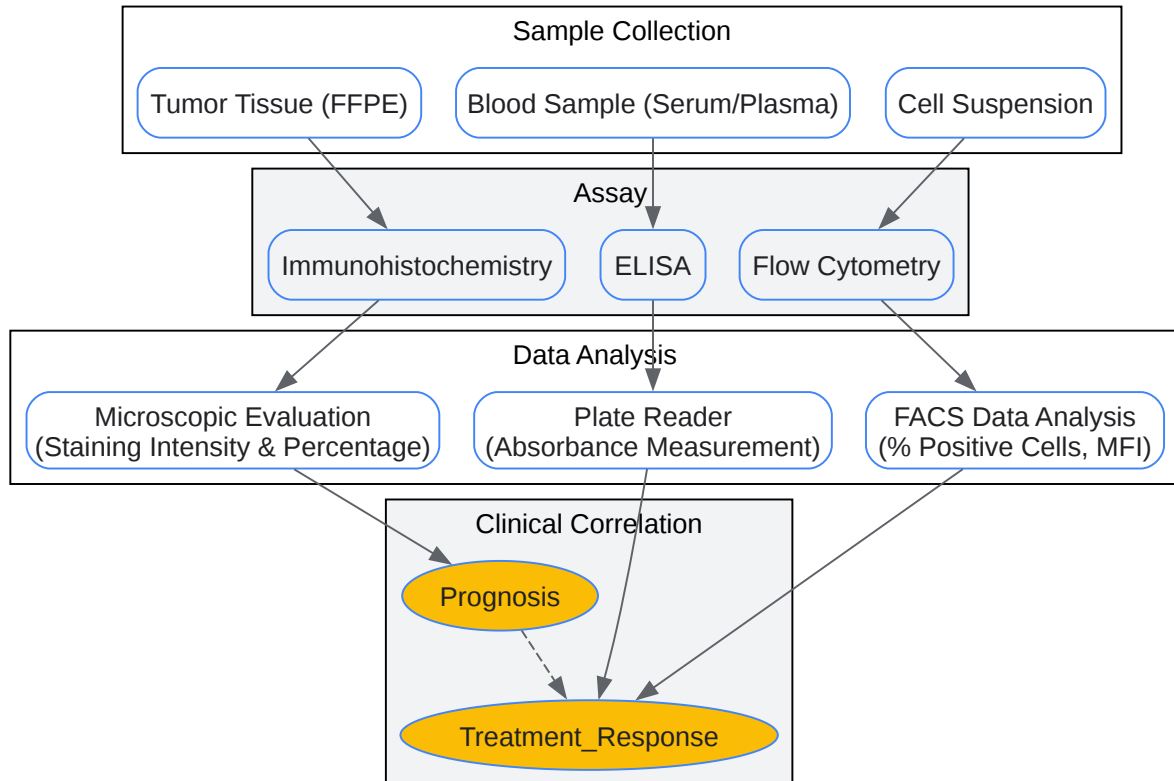 Sample Collection
Tumor Tissue (FFPE)
Blood Sample (Serum/Plasma)
Cell Suspension
Assay
Immunohistochemistry
ELISA
Flow Cytometry
Data Analysis
Microscopic Evaluation
(Staining Intensity & Percentage)
Plate Reader
(Absorbance Measurement)
FACS Data Analysis
(% Positive Cells, MFI)
Clinical Correlation
Prognosis
Treatment_Response